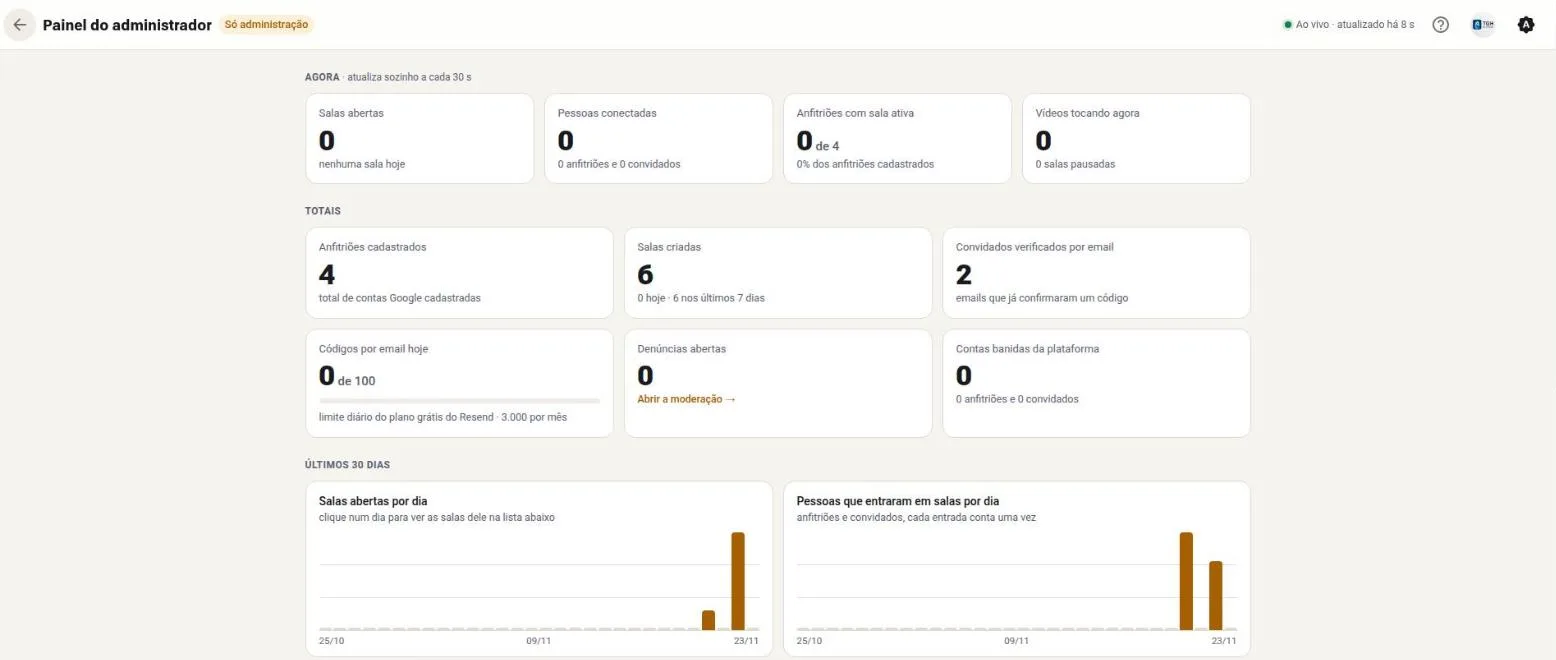 Painel do administrador Só administração
Ao vivo · atualizado há 8 s
TGH
A
AGORA · atualiza sozinho a cada 30 s
Salas abertas
0
nenhuma sala hoje
Pessoas conectadas
0
0 anfitriões e 0 convidados
Anfitriões com sala ativa
0 de 4
0% dos anfitriões cadastrados
Vídeos tocando agora
0
0 salas pausadas
TOTAIS
Anfitriões cadastrados
4
total de contas Google cadastradas
Salas criadas
6
0 hoje · 6 nos últimos 7 dias
Convidados verificados por email
2
emails que já confirmaram um código
Códigos por email hoje
0 de 100
limite diário do plano grátis do Resend · 3.000 por mês
Denúncias abertas
0
Abrir a moderação →
Contas banidas da plataforma
0
0 anfitriões e 0 convidados
ÚLTIMOS 30 DIAS
Salas abertas por dia
clique num dia para ver as salas dele na lista abaixo
25/10 09/11 23/11
Pessoas que entraram em salas por dia
anfitriões e convidados, cada entrada conta uma vez
25/10 09/11 23/11